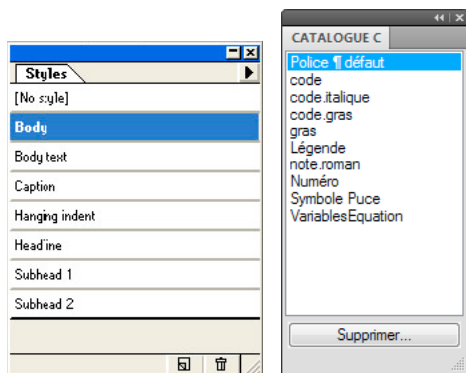 Styles
[No style]
Body
Body text
Caption
Hanging indent
Headline
Subhead 1
Subhead 2
CATALOGUE C
Police ¶ défaut
code
code.italique
code.gras
gras
Légende
note.roman
Numéro
Symbole Puce
VariablesEquation
Supprimer...